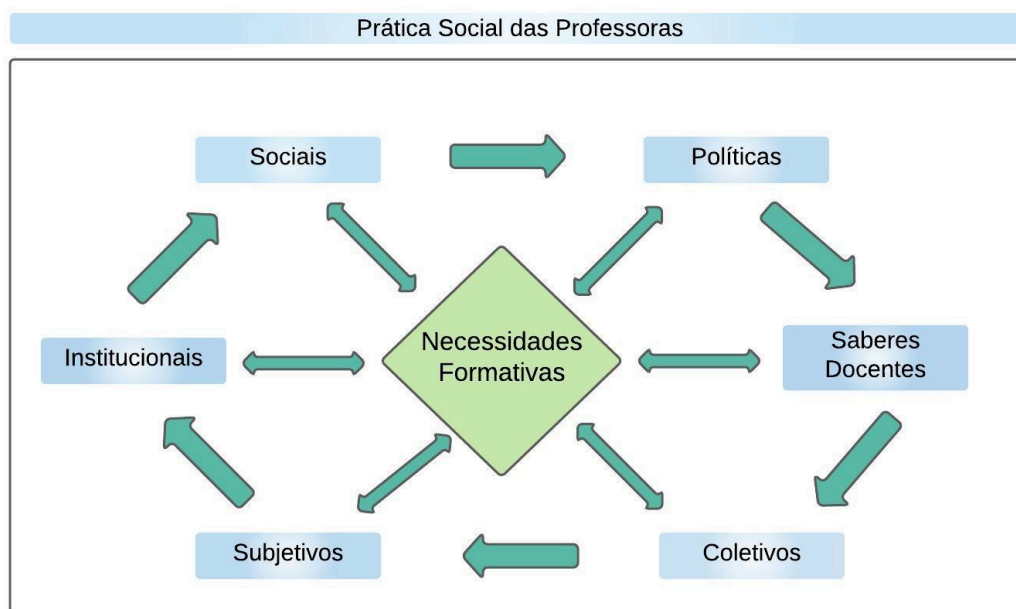 Prática Social das Professoras
Sociais
Políticas
Necessidades
Formativas
Institucionais
Saberes
Docentes
Subjetivos
Coletivos